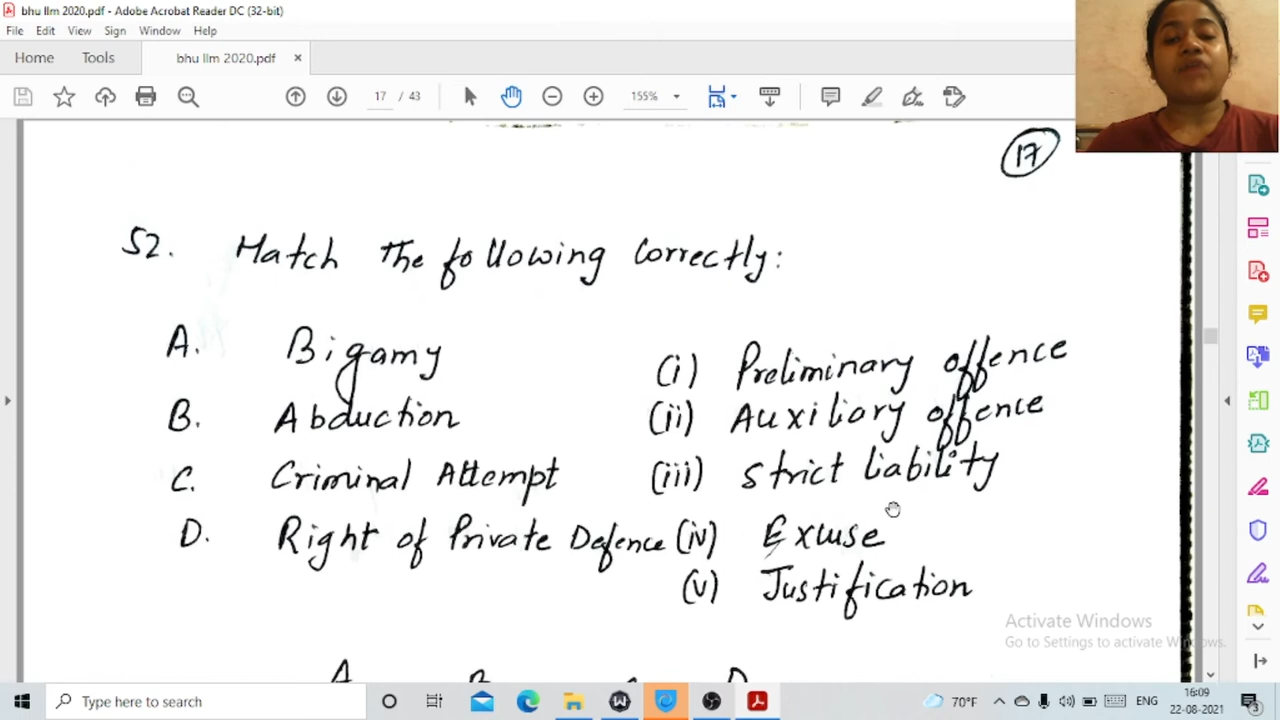 bhu llm 2020.pdf - Adobe Acrobat Reader DC (32-bit)
File Edit View Sign Window Help
Home Tools bhu llm 2020.pdf ×
17 / 43 155%
17
52. Match the following correctly:
A. Bigamy (i) Preliminary offence
B. Abduction (ii) Auxiliary offence
C. Criminal Attempt (iii) Strict liability
D. Right of Private Defence (iv) Excuse
(v) Justification
A B C D
Activate Windows
Go to Settings to activate Windows.
Type here to search 70°F ENG 16:09
22-08-2021 3